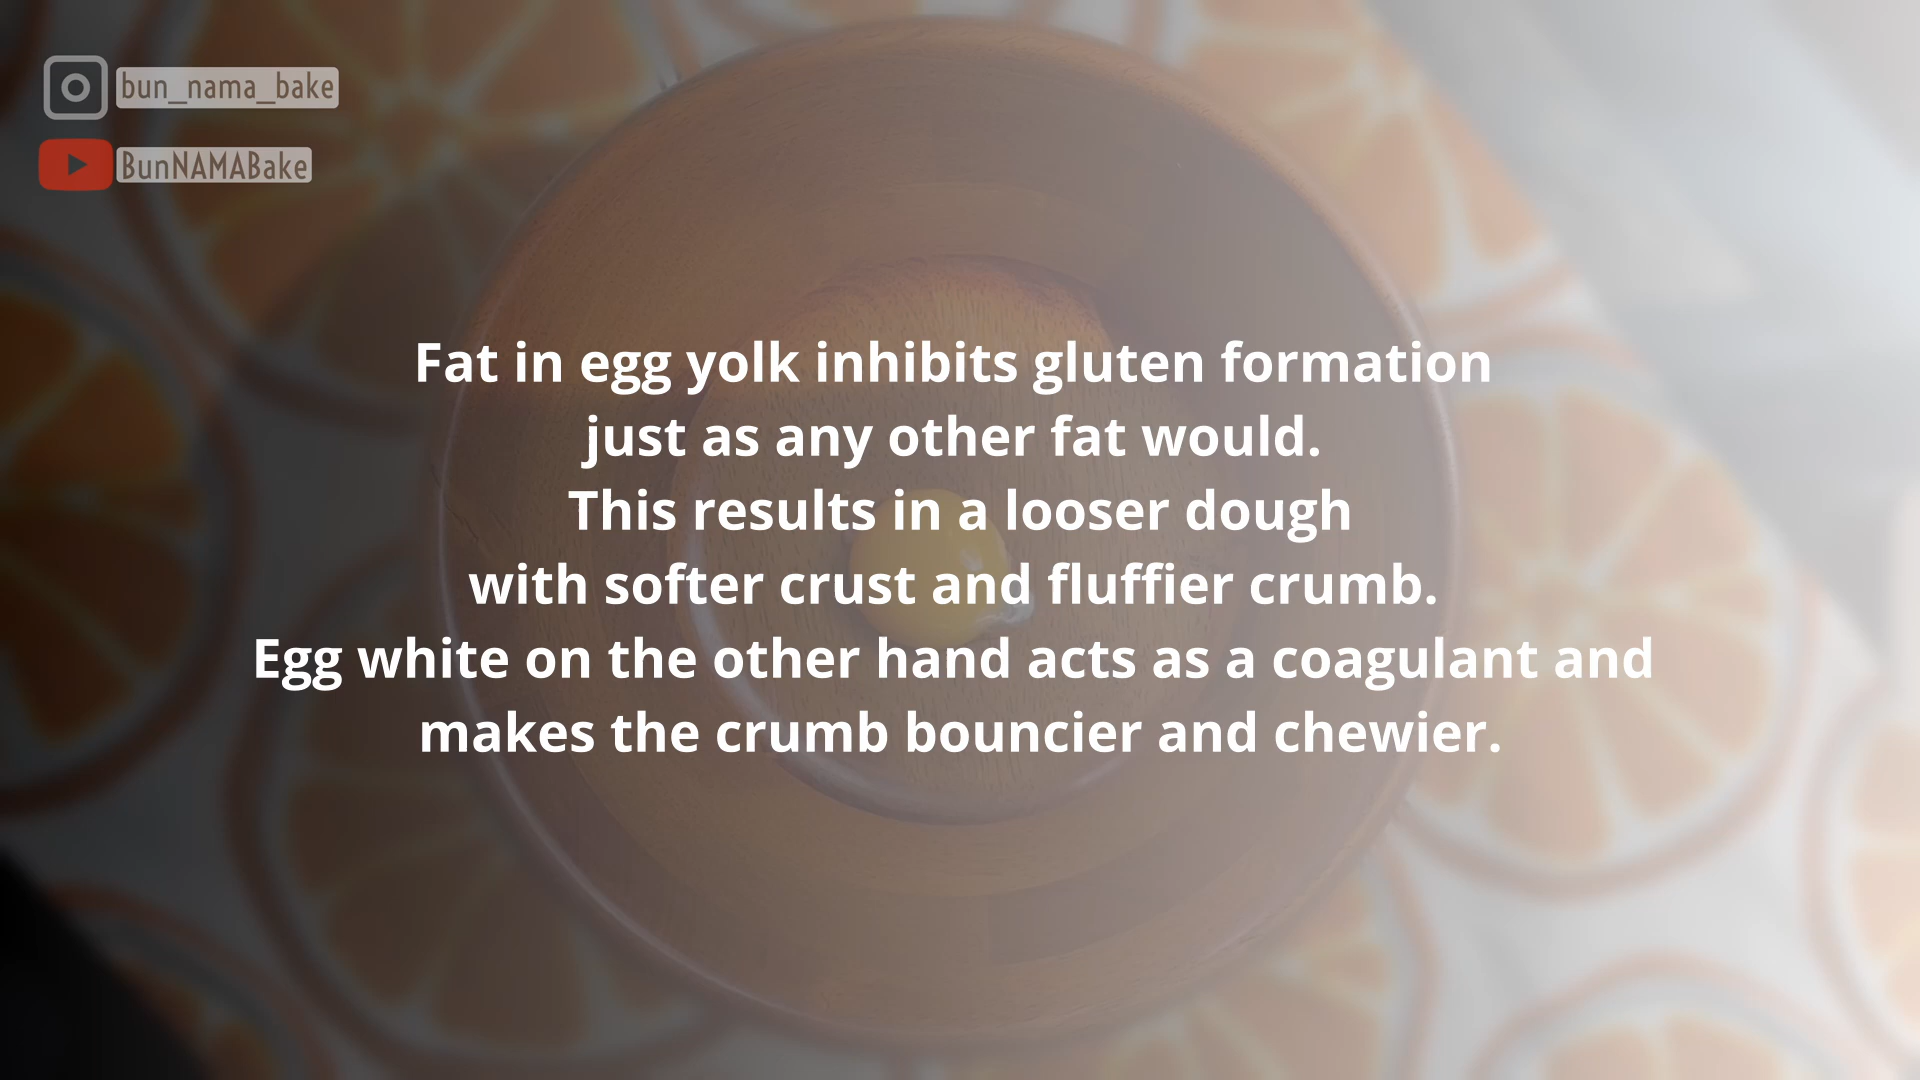 bun_nama_bake
BunNAMABake
Fat in egg yolk inhibits gluten formation
just as any other fat would.
This results in a looser dough
with softer crust and fluffier crumb.
Egg white on the other hand acts as a coagulant and
makes the crumb bouncier and chewier.